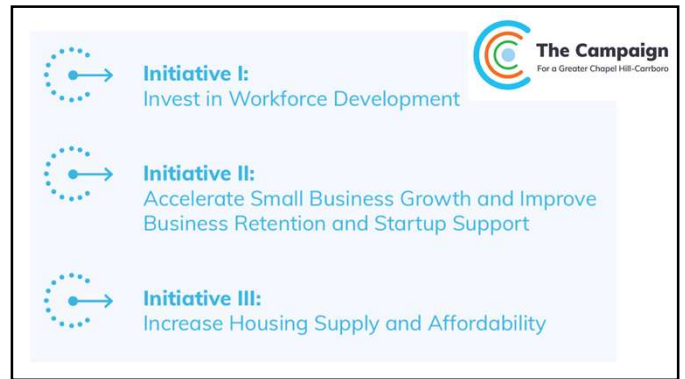 The Campaign
For a Greater Chapel Hill-Carrboro
Initiative I:
Invest in Workforce Development
Initiative II:
Accelerate Small Business Growth and Improve
Business Retention and Startup Support
Initiative III:
Increase Housing Supply and Affordability